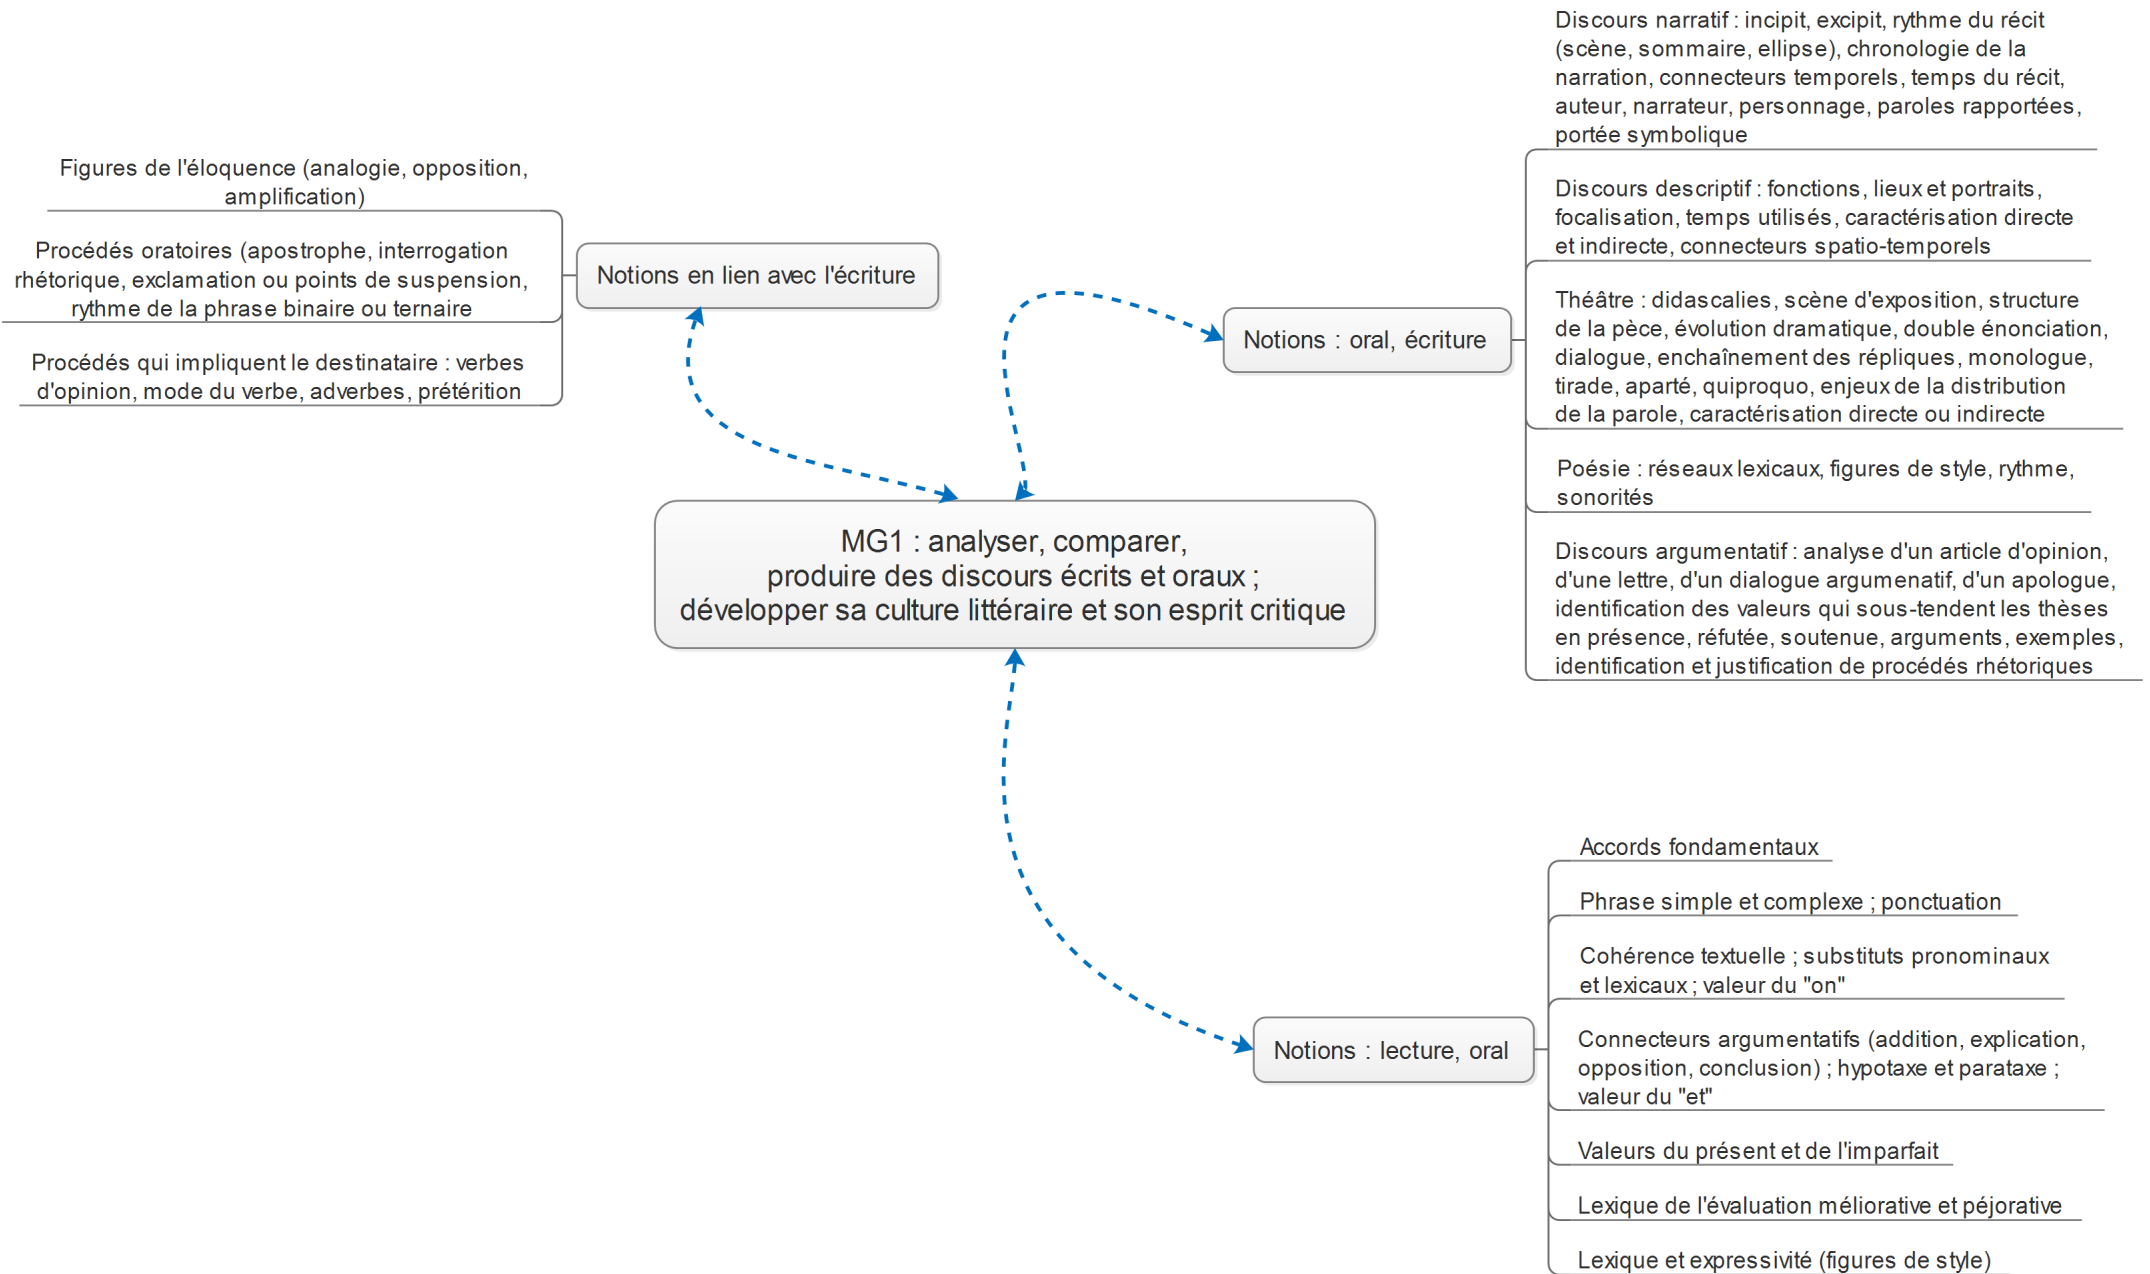 Discours narratif : incipit, excipit, rythme du récit
(scène, sommaire, ellipse), chronologie de la
narration, connecteurs temporels, temps du récit,
auteur, narrateur, personnage, paroles rapportées,
portée symbolique
Discours descriptif : fonctions, lieux et portraits,
focalisation, temps utilisés, caractérisation directe
et indirecte, connecteurs spatio-temporels
Théâtre : didascalies, scène d'exposition, structure
de la pèce, évolution dramatique, double énonciation,
dialogue, enchaînement des répliques, monologue,
tirade, aparté, quiproquo, enjeux de la distribution
de la parole, caractérisation directe ou indirecte
Poésie : réseaux lexicaux, figures de style, rythme,
sonorités
Discours argumentatif : analyse d'un article d'opinion,
d'une lettre, d'un dialogue argumenatif, d'un apologue,
identification des valeurs qui sous-tendent les thèses
en présence, réfutée, soutenue, arguments, exemples,
identification et justification de procédés rhétoriques
Notions : oral, écriture
Figures de l'éloquence (analogie, opposition,
amplification)
Procédés oratoires (apostrophe, interrogation
rhétorique, exclamation ou points de suspension,
rythme de la phrase binaire ou ternaire
Procédés qui impliquent le destinataire : verbes
d'opinion, mode du verbe, adverbes, prétérition
Notions en lien avec l'écriture
MG1 : analyser, comparer,
produire des discours écrits et oraux ;
développer sa culture littéraire et son esprit critique
Notions : lecture, oral
Accords fondamentaux
Phrase simple et complexe ; ponctuation
Cohérence textuelle ; substituts pronominaux
et lexicaux ; valeur du "on"
Connecteurs argumentatifs (addition, explication,
opposition, conclusion) ; hypotaxe et parataxe ;
valeur du "et"
Valeurs du présent et de l'imparfait
Lexique de l'évaluation méliorative et péjorative
Lexique et expressivité (figures de style)